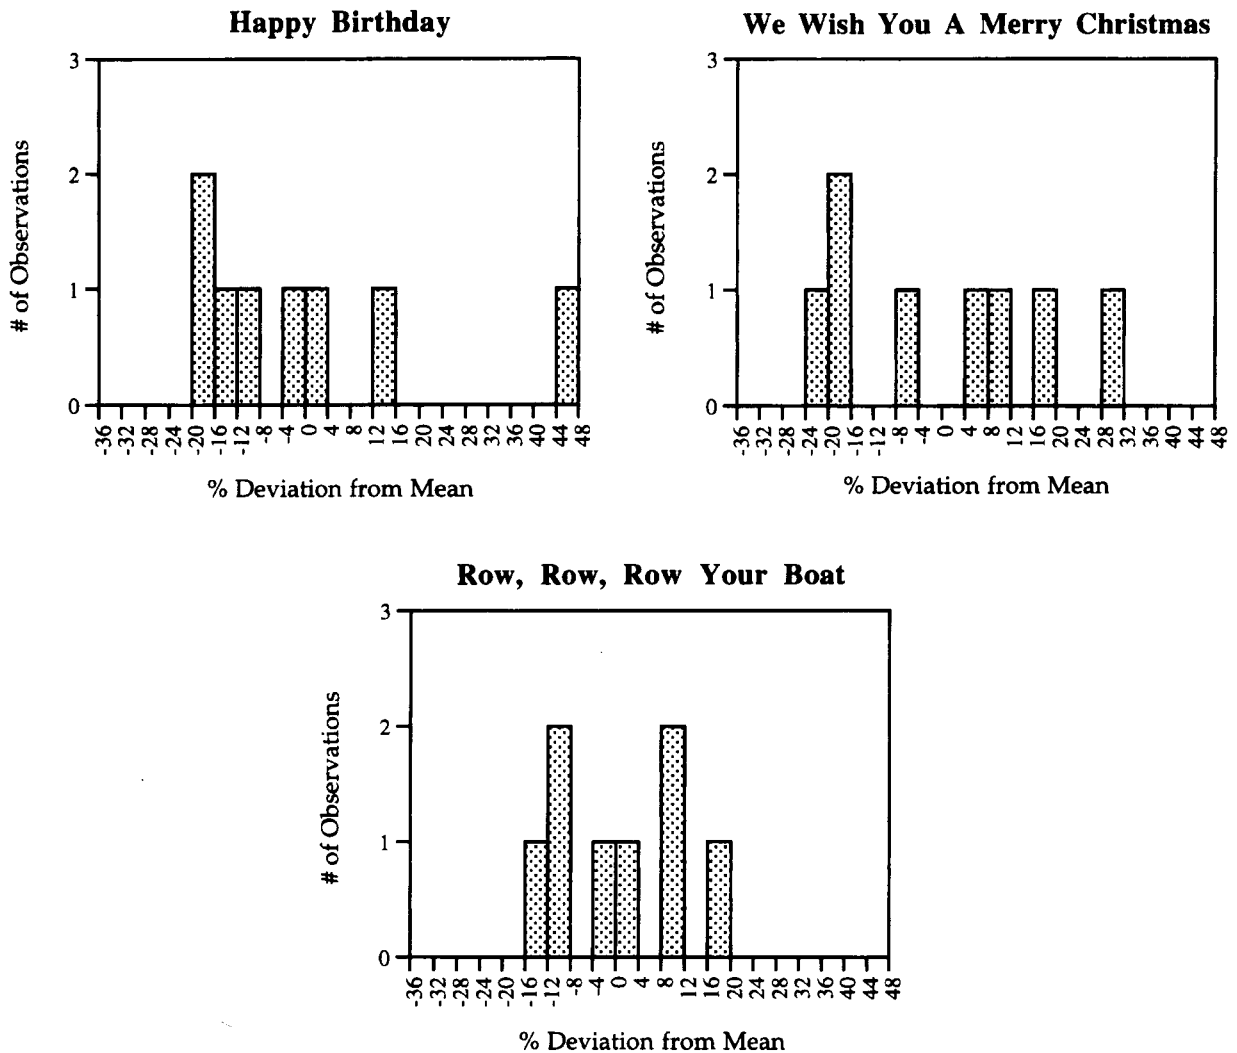 Happy Birthday
3
2
1
0
# of Observations
-36 -32 -28 -24 -20 -16 -12 -8 -4 0 4 8 12 16 20 24 28 32 36 40 44 48
% Deviation from Mean
We Wish You A Merry Christmas
3
2
1
0
# of Observations
-36 -32 -28 -24 -20 -16 -12 -8 -4 0 4 8 12 16 20 24 28 32 36 40 44 48
% Deviation from Mean
Row, Row, Row Your Boat
3
2
1
0
# of Observations
-36 -32 -28 -24 -20 -16 -12 -8 -4 0 4 8 12 16 20 24 28 32 36 40 44 48
% Deviation from Mean